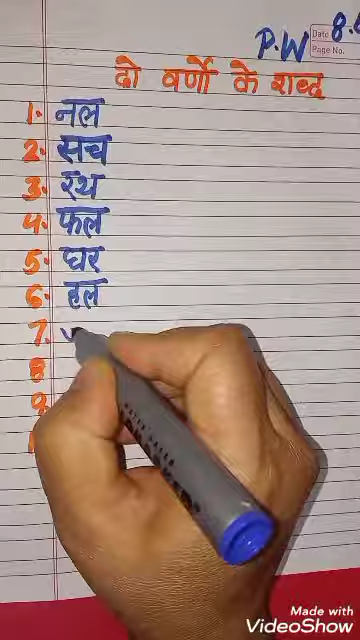 P.W
Date 8.
Page No.
दो वर्णो के शब्द
1. नल
2. सच
3. रथ
4. फल
5. घर
6. हल
7.
8
9
Made with
VideoShow